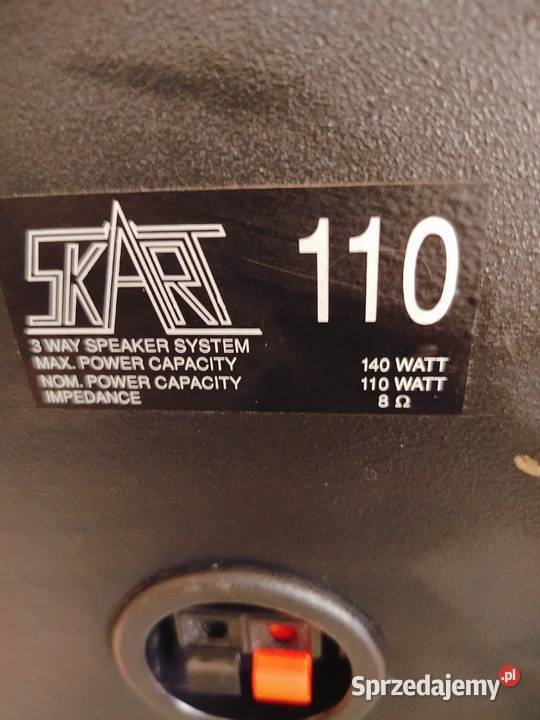 SKART 110
3 WAY SPEAKER SYSTEM
MAX. POWER CAPACITY 140 WATT
NOM. POWER CAPACITY 110 WATT
IMPEDANCE 8 Ω
Sprzedajemy.pl